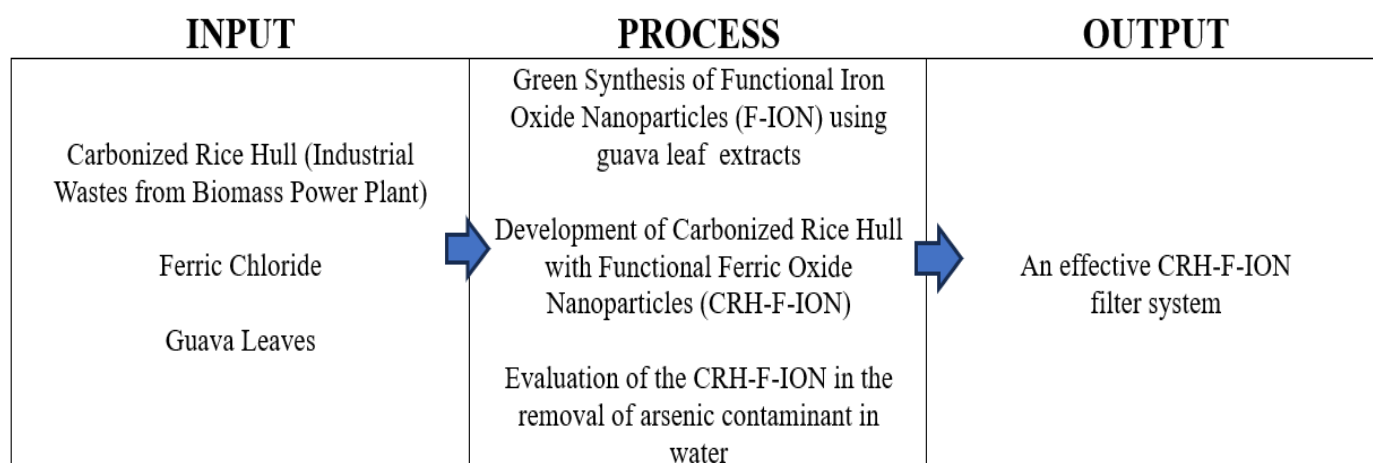 INPUT
PROCESS
OUTPUT
Carbonized Rice Hull (Industrial
Wastes from Biomass Power Plant)
Ferric Chloride
Guava Leaves
Green Synthesis of Functional Iron
Oxide Nanoparticles (F-ION) using
guava leaf extracts
Development of Carbonized Rice Hull
with Functional Ferric Oxide
Nanoparticles (CRH-F-ION)
Evaluation of the CRH-F-ION in the
removal of arsenic contaminant in
water
An effective CRH-F-ION
filter system